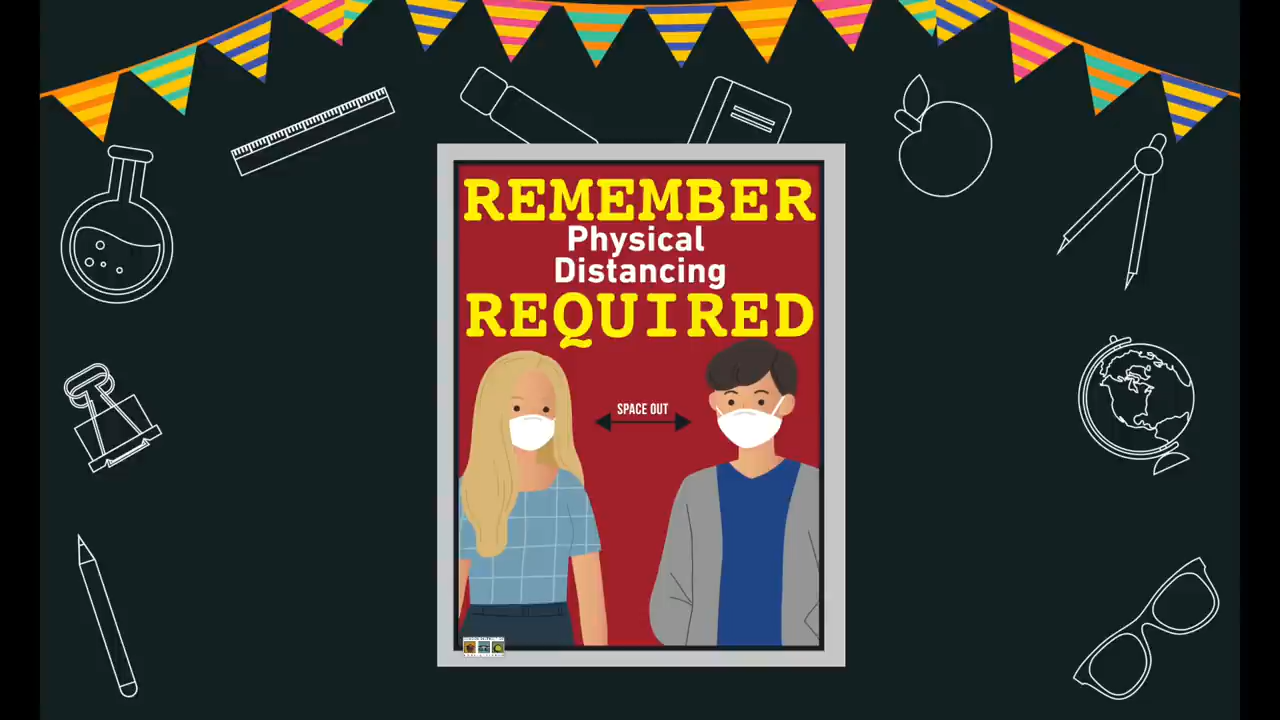 REMEMBER
Physical
Distancing
REQUIRED
SPACE OUT